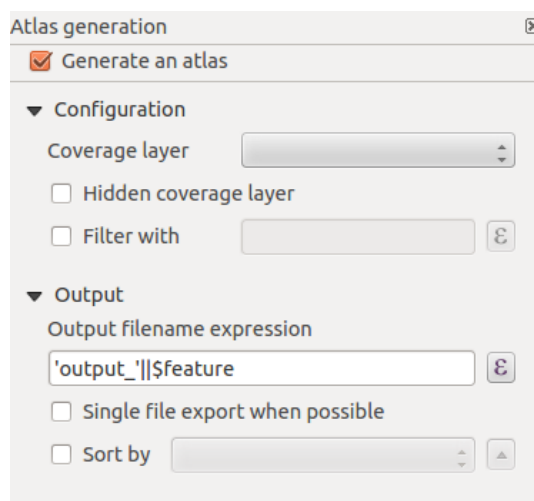 Atlas generation
Generate an atlas
Configuration
Coverage layer
Hidden coverage layer
Filter with
ε
Output
Output filename expression
'output_'||$feature
ε
Single file export when possible
Sort by